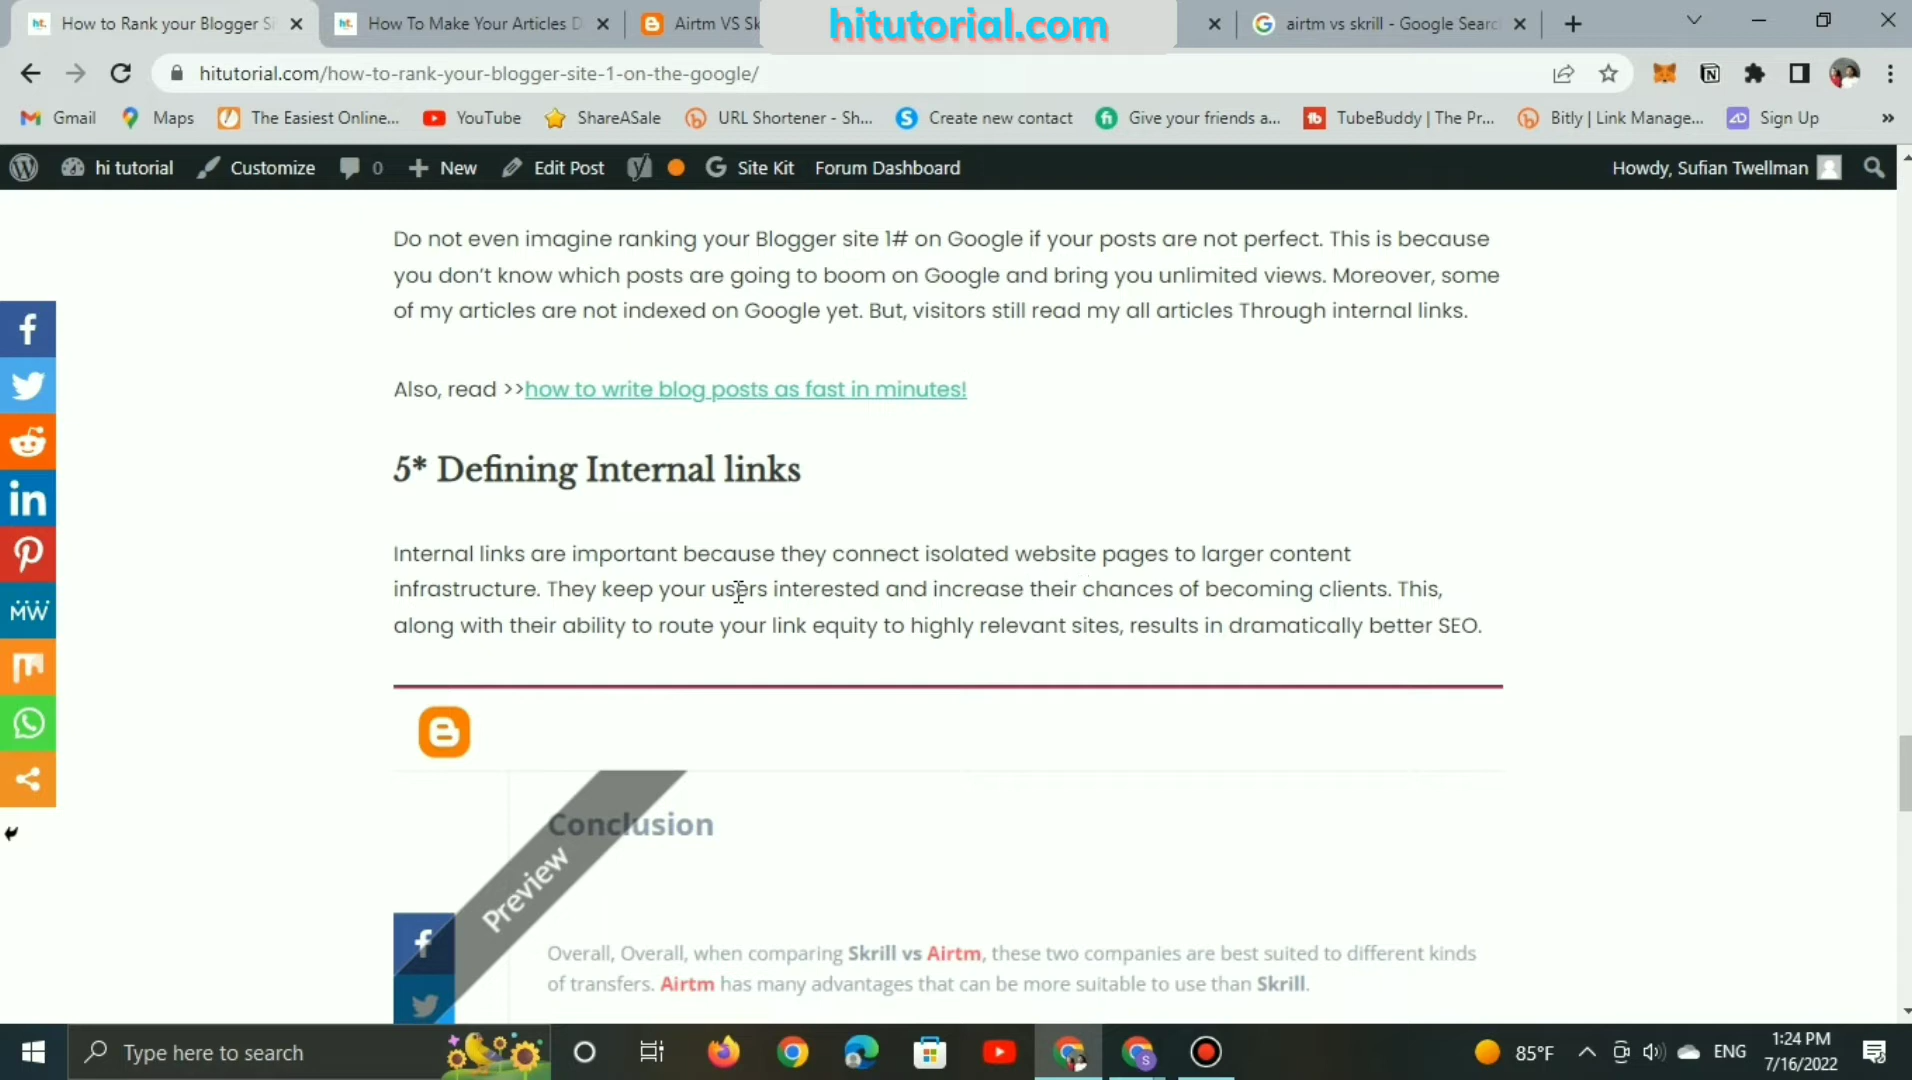 hitutorial.com
How to Rank your Blogger Si
How To Make Your Articles D
Airtm VS Sk
airtm vs skrill - Google Searc
hitutorial.com/how-to-rank-your-blogger-site-1-on-the-google/
Gmail
Maps
The Easiest Online...
YouTube
ShareASale
URL Shortener - Sh...
Create new contact
Give your friends a...
TubeBuddy | The Pr...
Bitly | Link Manage...
Sign Up
»
hi tutorial
Customize
0
New
Edit Post
Site Kit
Forum Dashboard
Howdy, Sufian Twellman
Do not even imagine ranking your Blogger site 1# on Google if your posts are not perfect. This is because
you don’t know which posts are going to boom on Google and bring you unlimited views. Moreover, some
of my articles are not indexed on Google yet. But, visitors still read my all articles Through internal links.
Also, read >>how to write blog posts as fast in minutes!
5* Defining Internal links
Internal links are important because they connect isolated website pages to larger content
infrastructure. They keep your users interested and increase their chances of becoming clients. This,
along with their ability to route your link equity to highly relevant sites, results in dramatically better SEO.
Preview
Conclusion
Overall, Overall, when comparing Skrill vs Airtm, these two companies are best suited to different kinds
of transfers. Airtm has many advantages that can be more suitable to use than Skrill.
Type here to search
85°F
ENG
1:24 PM
7/16/2022